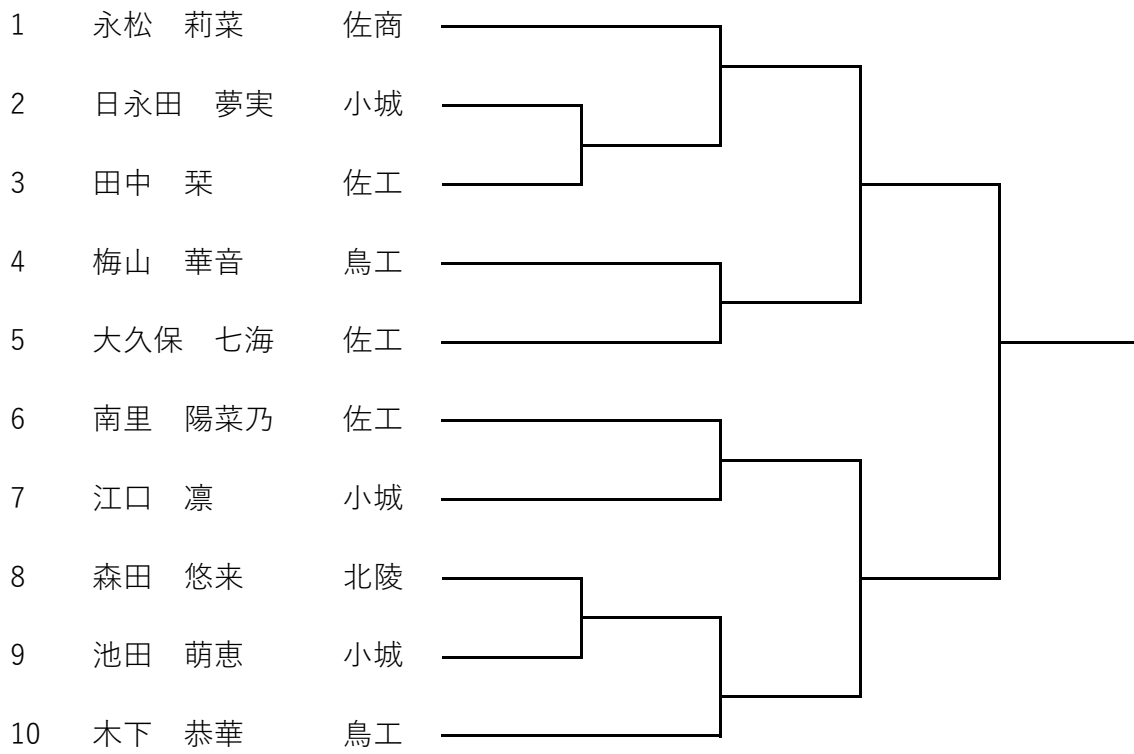 1 永松 莉菜 佐商
2 日永田 夢実 小城
3 田中 栞 佐工
4 梅山 華音 鳥工
5 大久保 七海 佐工
6 南里 陽菜乃 佐工
7 江口 凛 小城
8 森田 悠来 北陵
9 池田 萌恵 小城
10 木下 恭華 鳥工